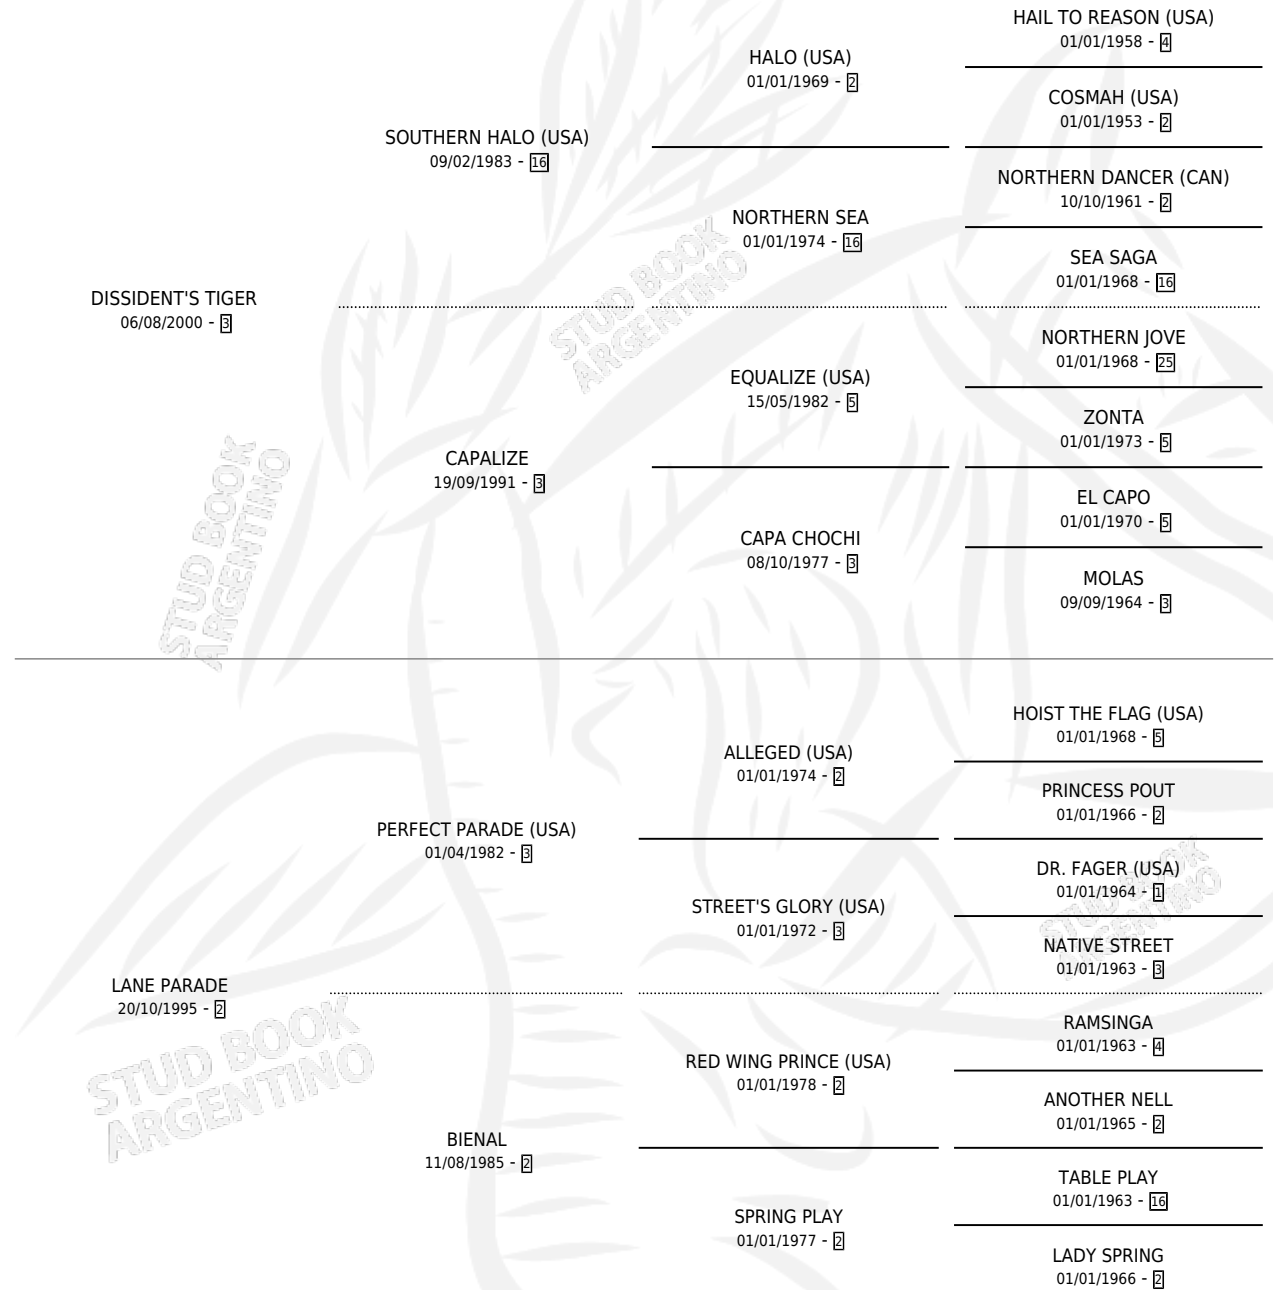 HAIL TO REASON (USA)
01/01/1958 - 4
HALO (USA)
01/01/1969 - 2
COSMAH (USA)
01/01/1953 - 2
SOUTHERN HALO (USA)
09/02/1983 - 16
NORTHERN DANCER (CAN)
10/10/1961 - 2
NORTHERN SEA
01/01/1974 - 16
SEA SAGA
01/01/1968 - 16
DISSIDENT'S TIGER
06/08/2000 - 3
NORTHERN JOVE
01/01/1968 - 25
EQUALIZE (USA)
15/05/1982 - 5
ZONTA
01/01/1973 - 5
CAPALIZE
19/09/1991 - 3
EL CAPO
01/01/1970 - 5
CAPA CHOCHI
08/10/1977 - 3
MOLAS
09/09/1964 - 3
STUD BOOK
ARGENTINO
STUD BOOK
ARGENTINO
HOIST THE FLAG (USA)
01/01/1968 - 5
ALLEGED (USA)
01/01/1974 - 2
PRINCESS POUT
01/01/1966 - 2
PERFECT PARADE (USA)
01/04/1982 - 3
DR. FAGER (USA)
01/01/1964 - 1
STREET'S GLORY (USA)
01/01/1972 - 3
NATIVE STREET
01/01/1963 - 3
LANE PARADE
20/10/1995 - 2
RAMSINGA
01/01/1963 - 4
RED WING PRINCE (USA)
01/01/1978 - 2
ANOTHER NELL
01/01/1965 - 2
BIENAL
11/08/1985 - 2
TABLE PLAY
01/01/1963 - 16
SPRING PLAY
01/01/1977 - 2
LADY SPRING
01/01/1966 - 2
STUD BOOK
ARGENTINO
STUD BOOK
ARGENTINO